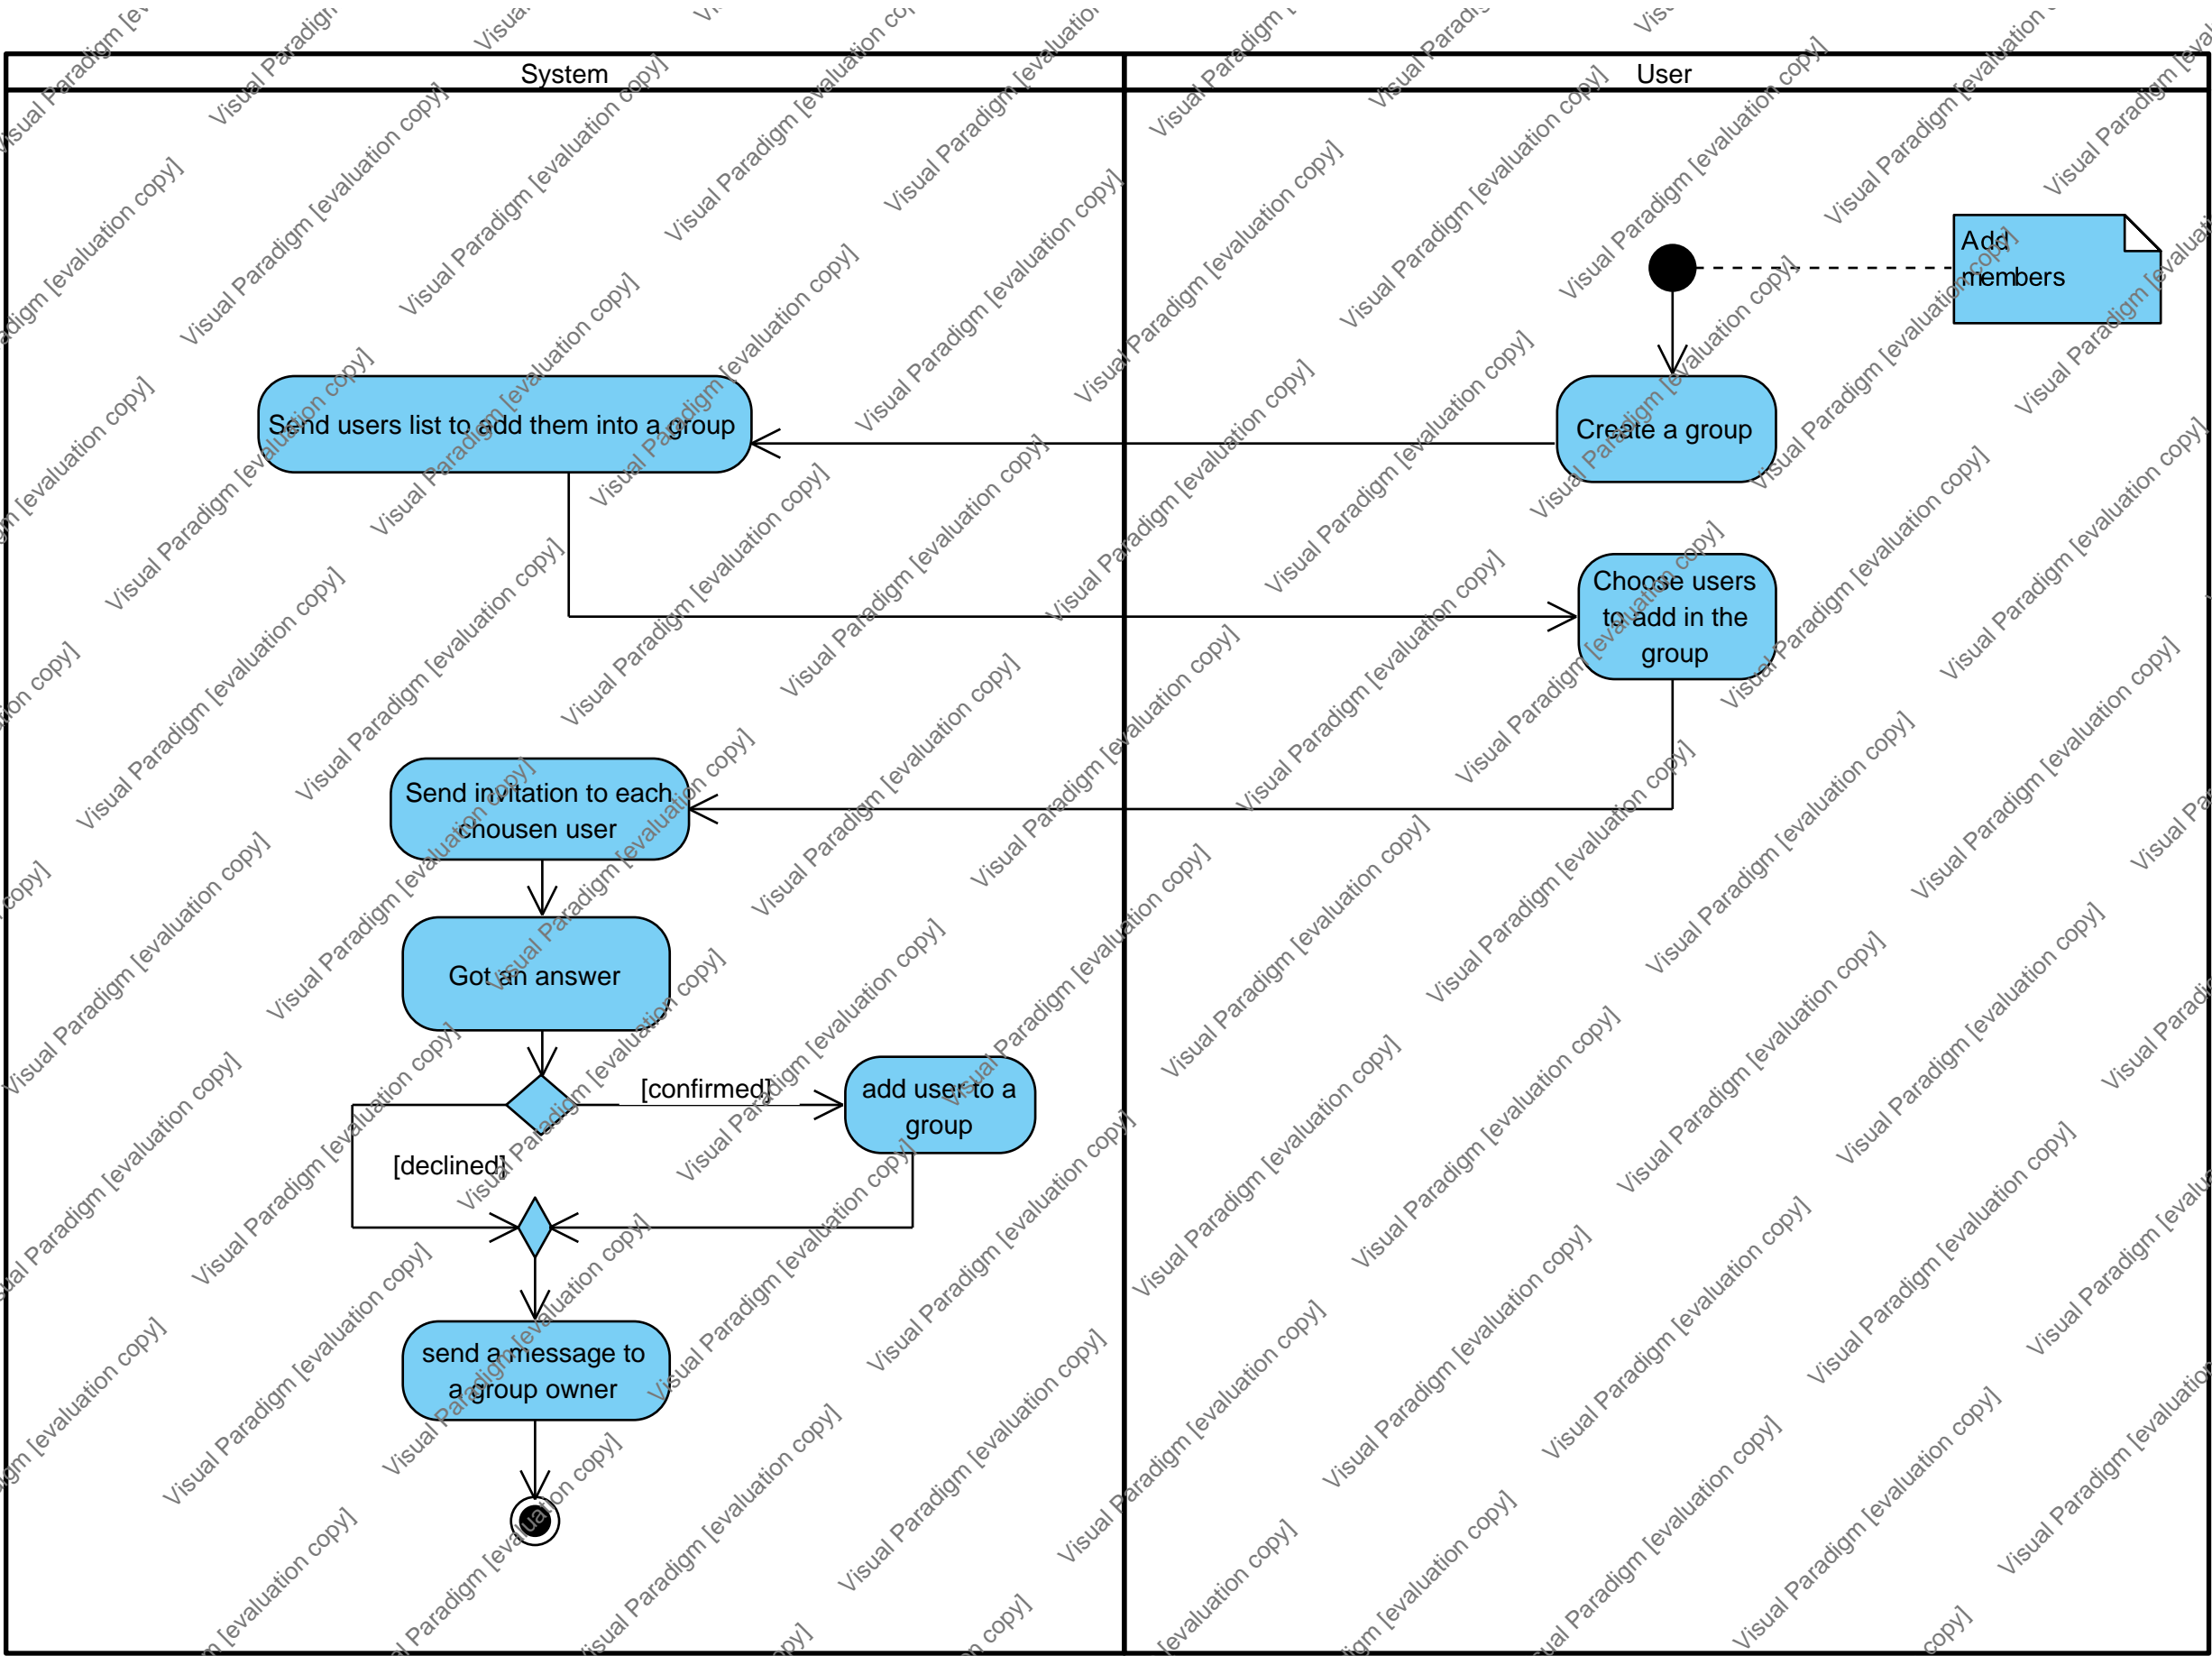 System
User
Add
members
Send users list to add them into a group
Create a group
Choose users
to add in the
group
Send invitation to each
chousen user
Got an answer
[confirmed]
add user to a
group
[declined]
send a message to
a group owner
Visual Paradigm [evaluation copy]